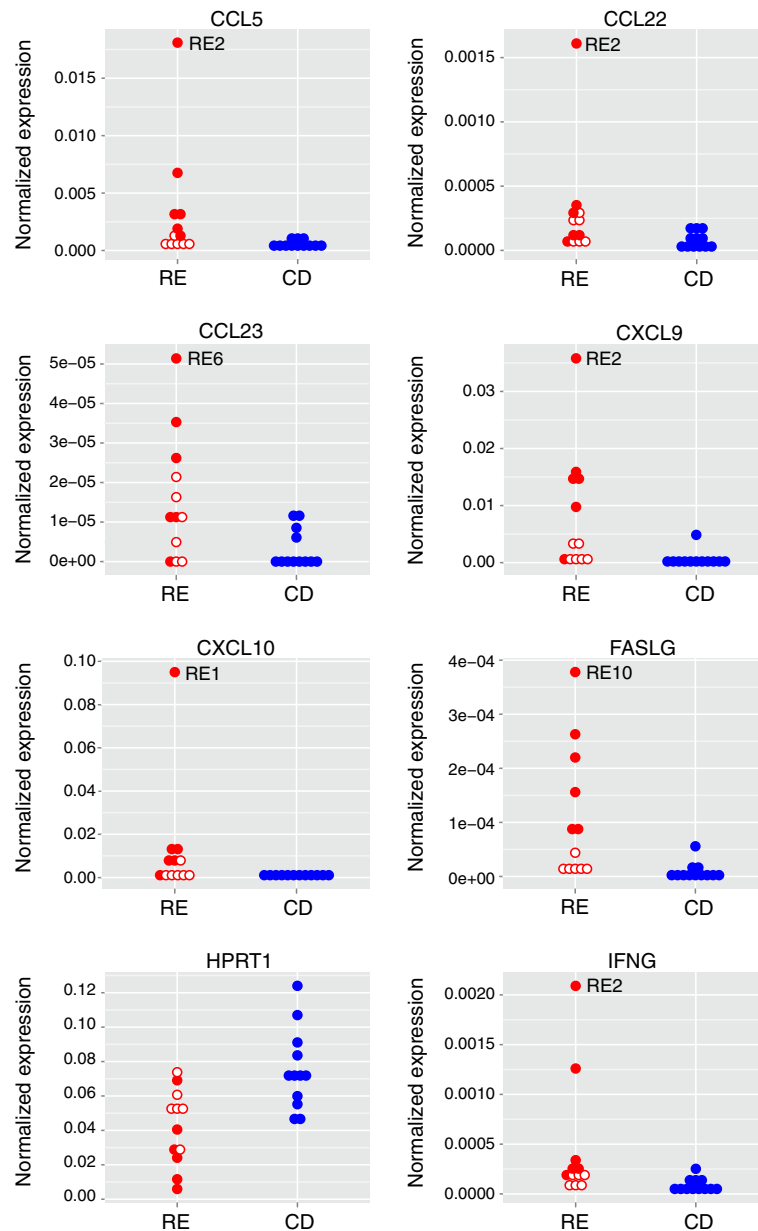 CCL5
Normalized expression
0.015
0.010
0.005
0.000
RE2
RE
CD
CCL22
Normalized expression
0.0015
0.0010
0.0005
0.0000
RE2
RE
CD
CCL23
Normalized expression
5e−05
4e−05
3e−05
2e−05
1e−05
0e+00
RE6
RE
CD
CXCL9
Normalized expression
0.03
0.02
0.01
0.00
RE2
RE
CD
CXCL10
Normalized expression
0.10
0.08
0.06
0.04
0.02
0.00
RE1
RE
CD
FASLG
Normalized expression
4e−04
3e−04
2e−04
1e−04
0e+00
RE10
RE
CD
HPRT1
Normalized expression
0.12
0.10
0.08
0.06
0.04
0.02
0.00
RE
CD
IFNG
Normalized expression
0.0020
0.0015
0.0010
0.0005
0.0000
RE2
RE
CD